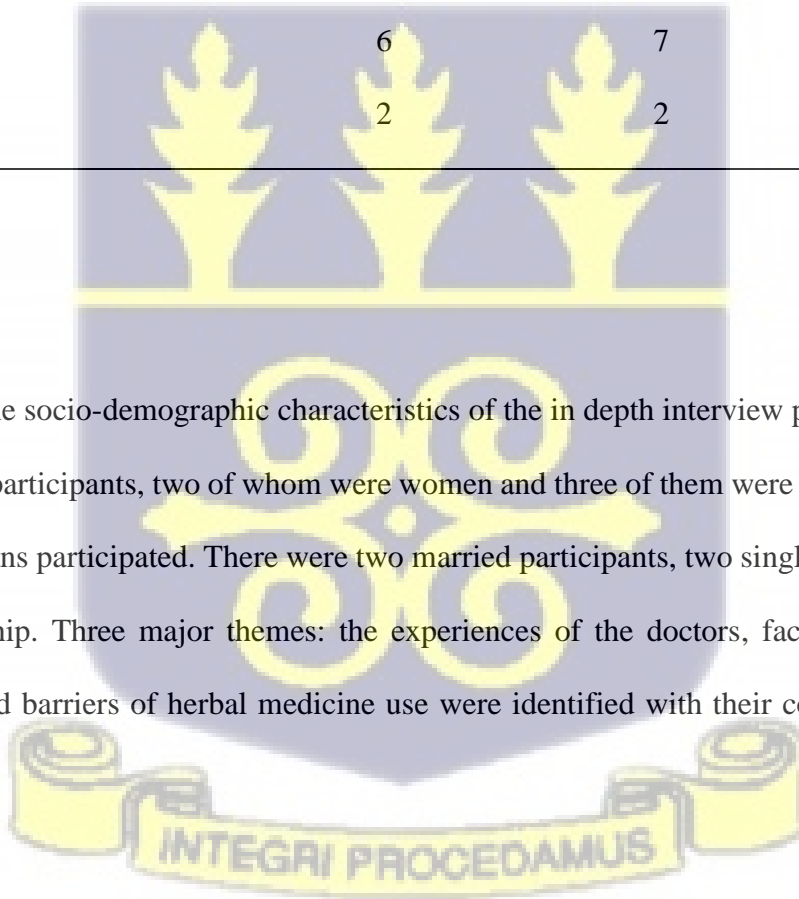 6 7
2 2
e socio-demographic characteristics of the in depth interview p
participants, two of whom were women and three of them were
ns participated. There were two married participants, two singl
hip. Three major themes: the experiences of the doctors, fac
d barriers of herbal medicine use were identified with their co
INTEGRI PROCEDAMUS